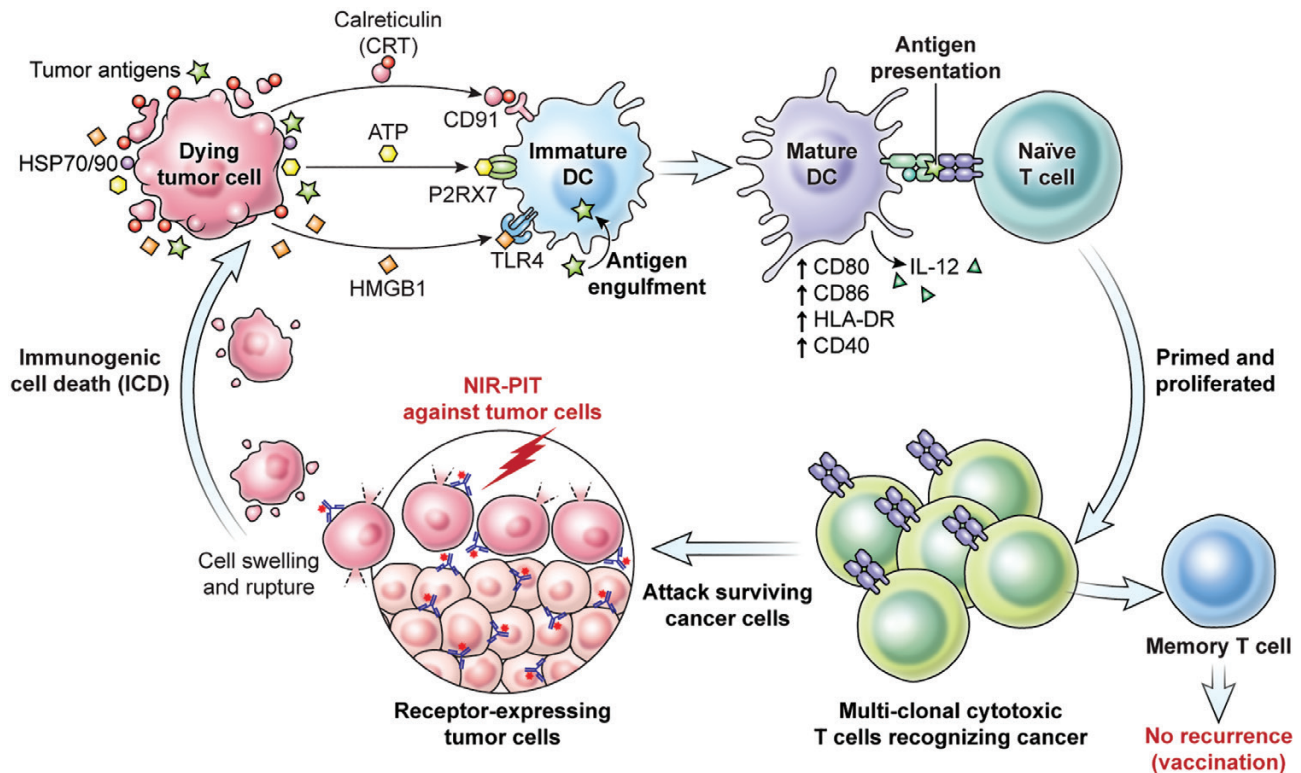 Calreticulin
(CRT)
Tumor antigens
HSP70/90
Dying
tumor cell
ATP
HMGB1
CD91
P2RX7
TLR4
Immature
DC
Antigen
engulfment
Mature
DC
Antigen
presentation
Naïve
T cell
CD80
CD86
HLA-DR
CD40
IL-12
Immunogenic
cell death (ICD)
Primed and
proliferated
NIR-PIT
against tumor cells
Cell swelling
and rupture
Attack surviving
cancer cells
Receptor-expressing
tumor cells
Multi-clonal cytotoxic
T cells recognizing cancer
Memory T cell
No recurrence
(vaccination)